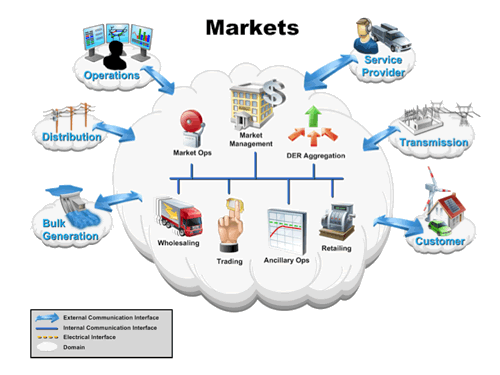 Markets
Operations
Service
Provider
Distribution
Transmission
Bulk
Generation
Customer
Market Ops
Market
Management
DER Aggregation
Wholesaling
Trading
Ancillary Ops
Retailing
External Communication Interface
Internal Communication Interface
Electrical Interface
Domain